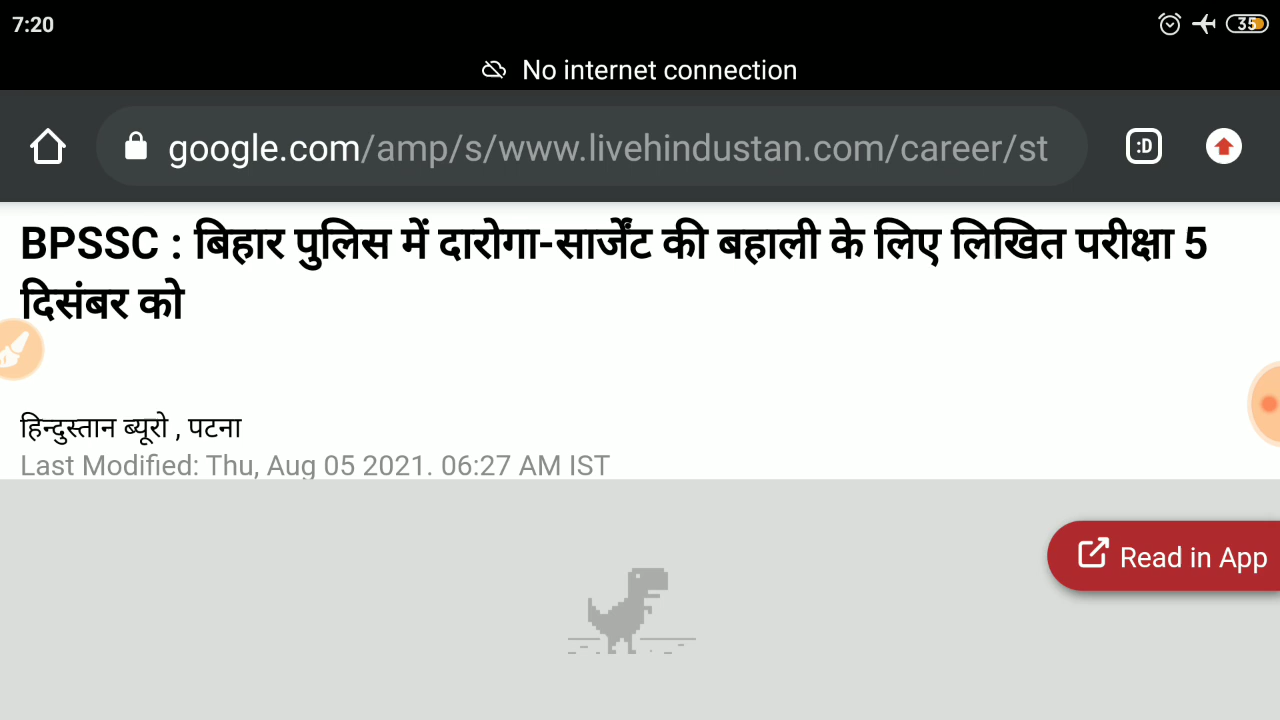 7:20
35
No internet connection
google.com/amp/s/www.livehindustan.com/career/st
:D
BPSSC : बिहार पुलिस में दारोगा-सार्जेंट की बहाली के लिए लिखित परीक्षा 5
दिसंबर को
हिन्दुस्तान ब्यूरो , पटना
Last Modified: Thu, Aug 05 2021. 06:27 AM IST
Read in App